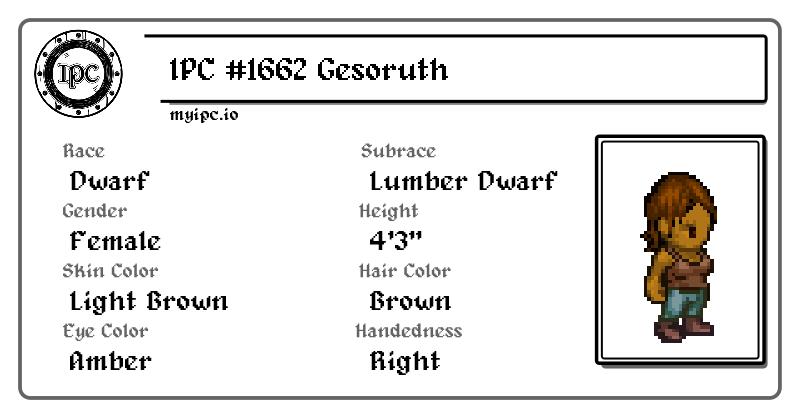 IPC
IPC #1662 Gesoruth
myipc.io
Race
Subrace
Dwarf
Lumber Dwarf
Gender
Height
Female
4'3"
Skin Color
Hair Color
Light Brown
Brown
Eye Color
Handedness
Amber
Right